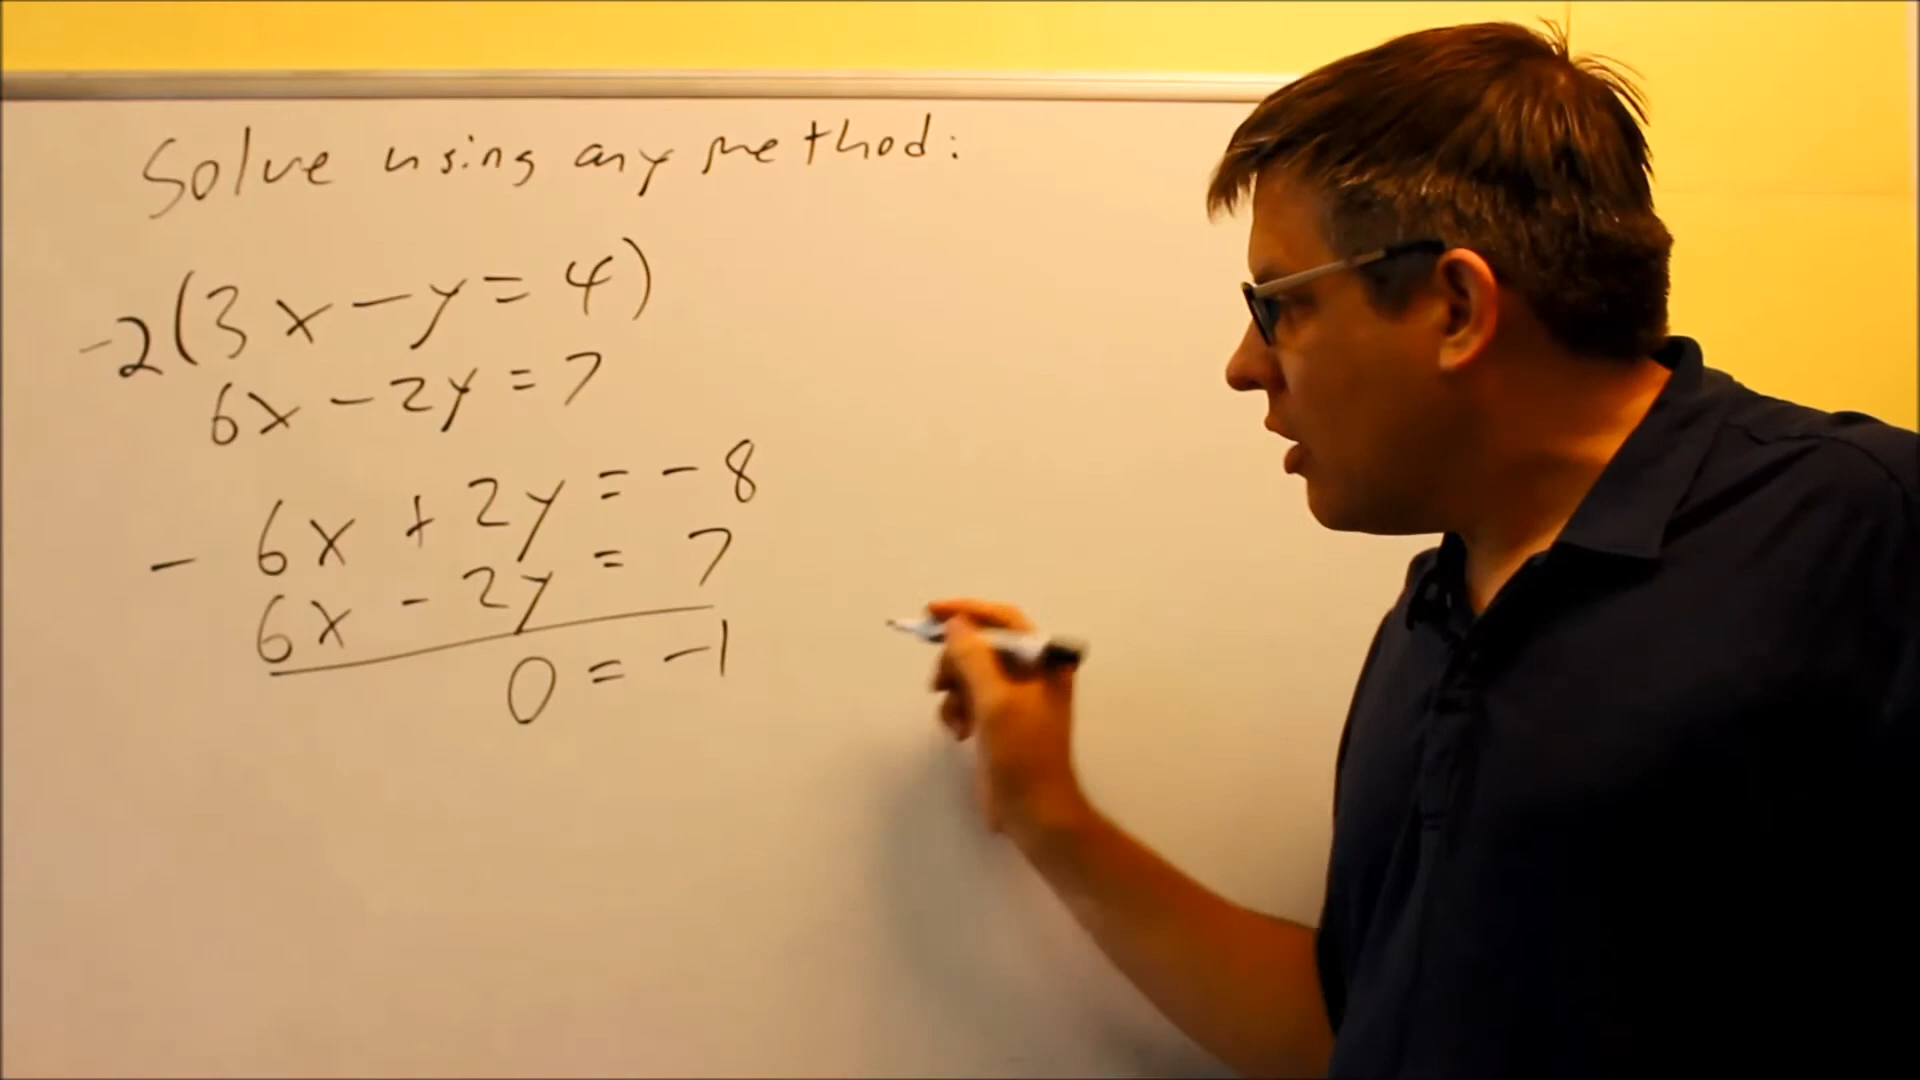 Solve using any method:
-2(3x-y=4)
6x-2y=7
-6x+2y=-8
6x-2y=7
0=-1